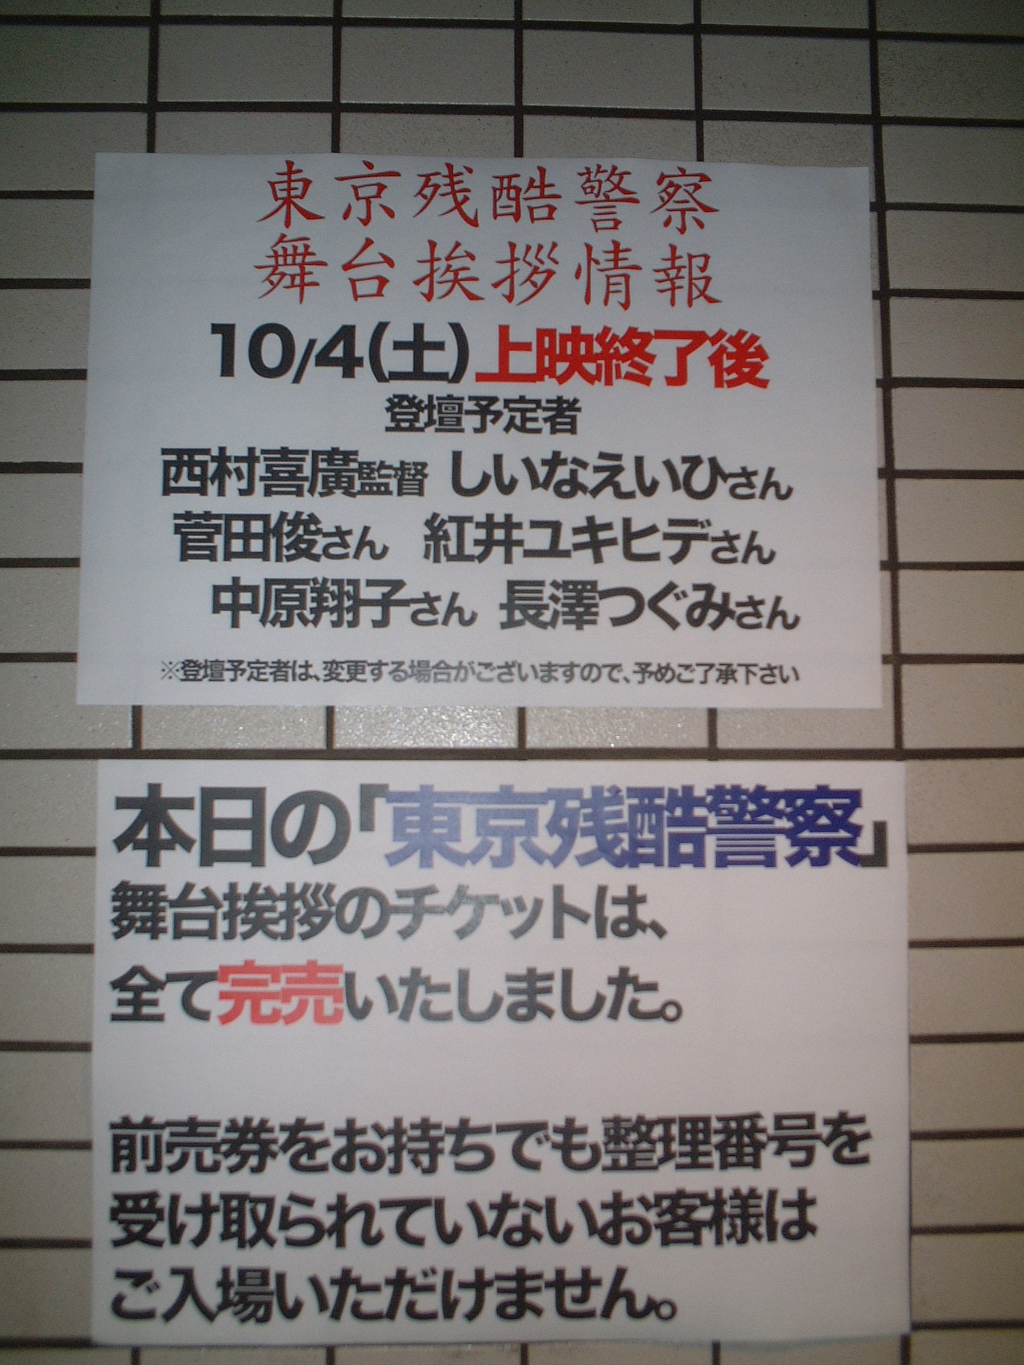 東京残酷警察
舞台挨拶情報
10/4(土)上映終了後
登壇予定者
西村喜廣監督 しいなえいひさん
菅田俊さん 紅井ユキヒデさん
中原翔子さん 長澤つぐみさん
※登壇予定者は、変更する場合がございますので、予めご了承下さい
本日の「東京残酷警察」
舞台挨拶のチケットは、
全て完売いたしました。
前売券をお持ちでも整理番号を
受け取られていないお客様は
ご入場いただけません。